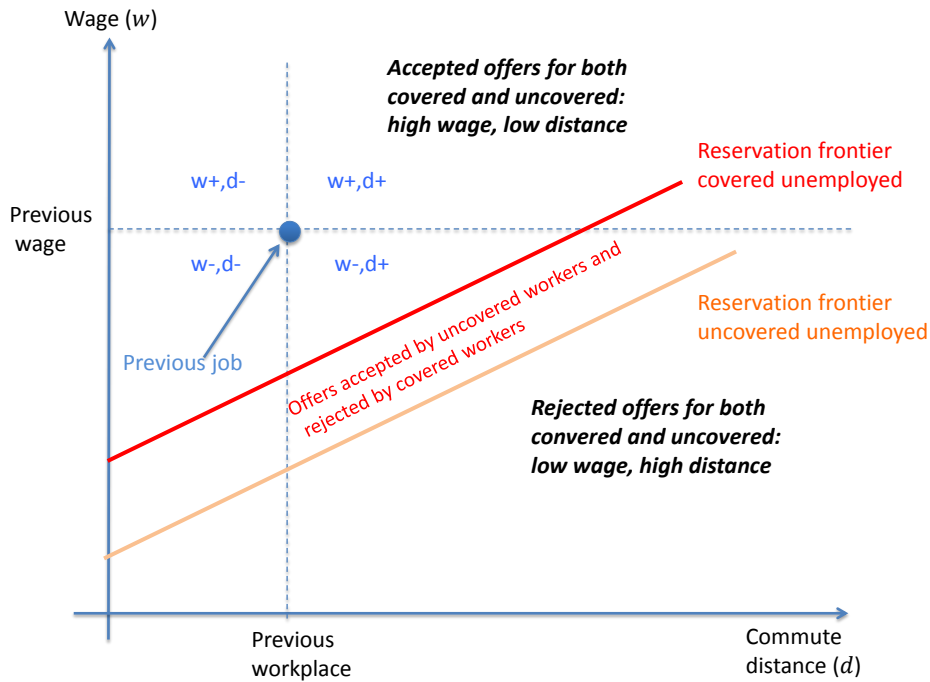 Wage (w)
Accepted offers for both
covered and uncovered:
high wage, low distance
Reservation frontier
covered unemployed
w+,d-
w+,d+
Previous
wage
w-,d-
w-,d+
Previous job
Offers accepted by uncovered workers and
rejected by covered workers
Reservation frontier
uncovered unemployed
Rejected offers for both
convered and uncovered:
low wage, high distance
Previous
workplace
Commute
distance (d)